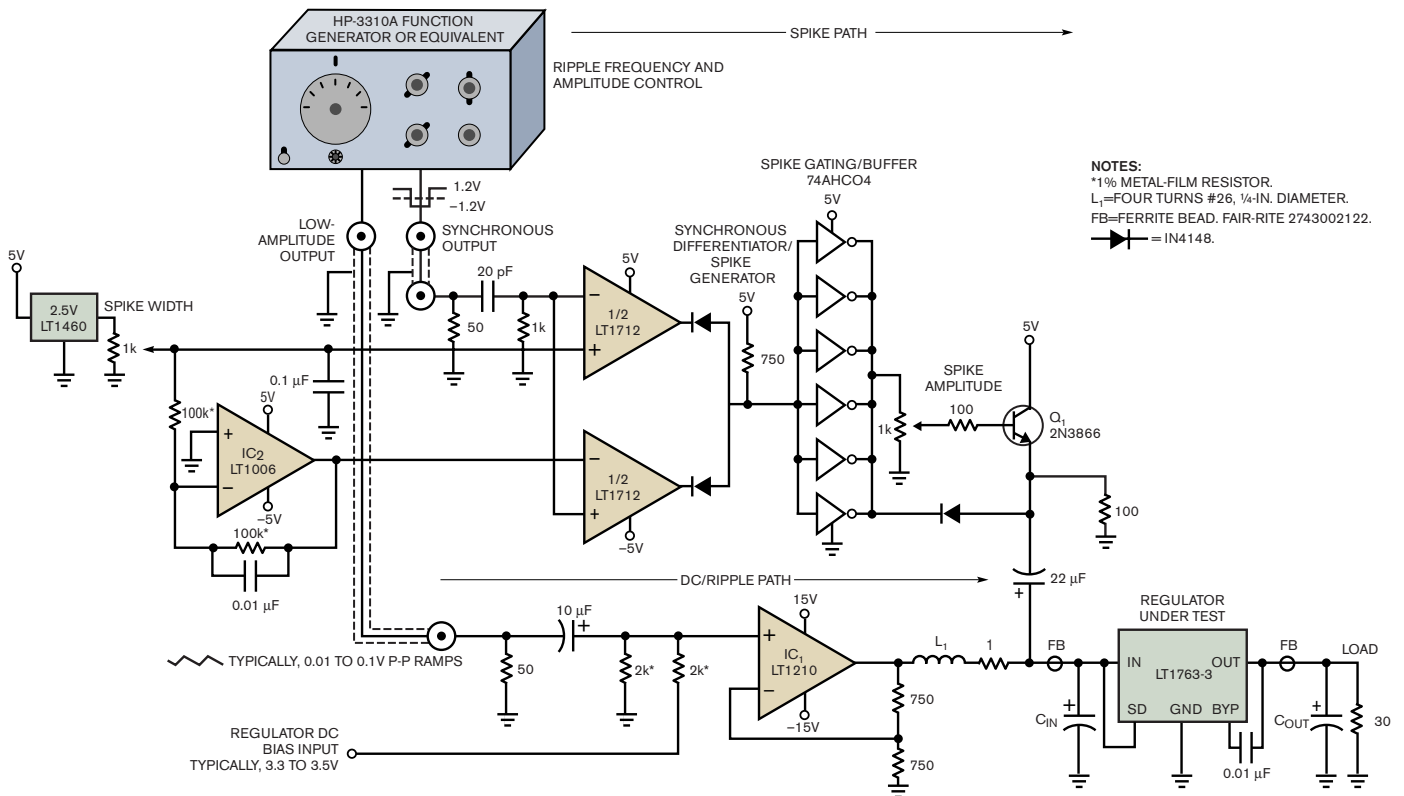 HP-3310A FUNCTION
GENERATOR OR EQUIVALENT
SPIKE PATH
RIPPLE FREQUENCY AND
AMPLITUDE CONTROL
1.2V
–1.2V
LOW-
AMPLITUDE
OUTPUT
SYNCHRONOUS
OUTPUT
SPIKE GATING/BUFFER
74AHCO4
5V
NOTES:
*1% METAL-FILM RESISTOR.
L1=FOUR TURNS #26, ¼-IN. DIAMETER.
FB=FERRITE BEAD. FAIR-RITE 2743002122.
= IN4148.
SYNCHRONOUS
DIFFERENTIATOR/
SPIKE
GENERATOR
5V
5V
2.5V
LT1460
SPIKE WIDTH
1k
20 pF
50
1k
5V
–
1/2
LT1712
+
750
0.1 µF
100k*
5V
+
IC2
LT1006
–
–5V
100k*
0.01 µF
–
1/2
LT1712
+
–5V
1k
SPIKE
AMPLITUDE
100
5V
Q1
2N3866
100
22 µF
+
DC/RIPPLE PATH
TYPICALLY, 0.01 TO 0.1V P-P RAMPS
50
10 µF
+
2k*
2k*
REGULATOR DC
BIAS INPUT
TYPICALLY, 3.3 TO 3.5V
15V
+
IC1
LT1210
–
–15V
750
750
L1
1
FB
+
CIN
REGULATOR
UNDER TEST
IN
OUT
LT1763-3
SD
GND
BYP
0.01 µF
FB
+
COUT
LOAD
30